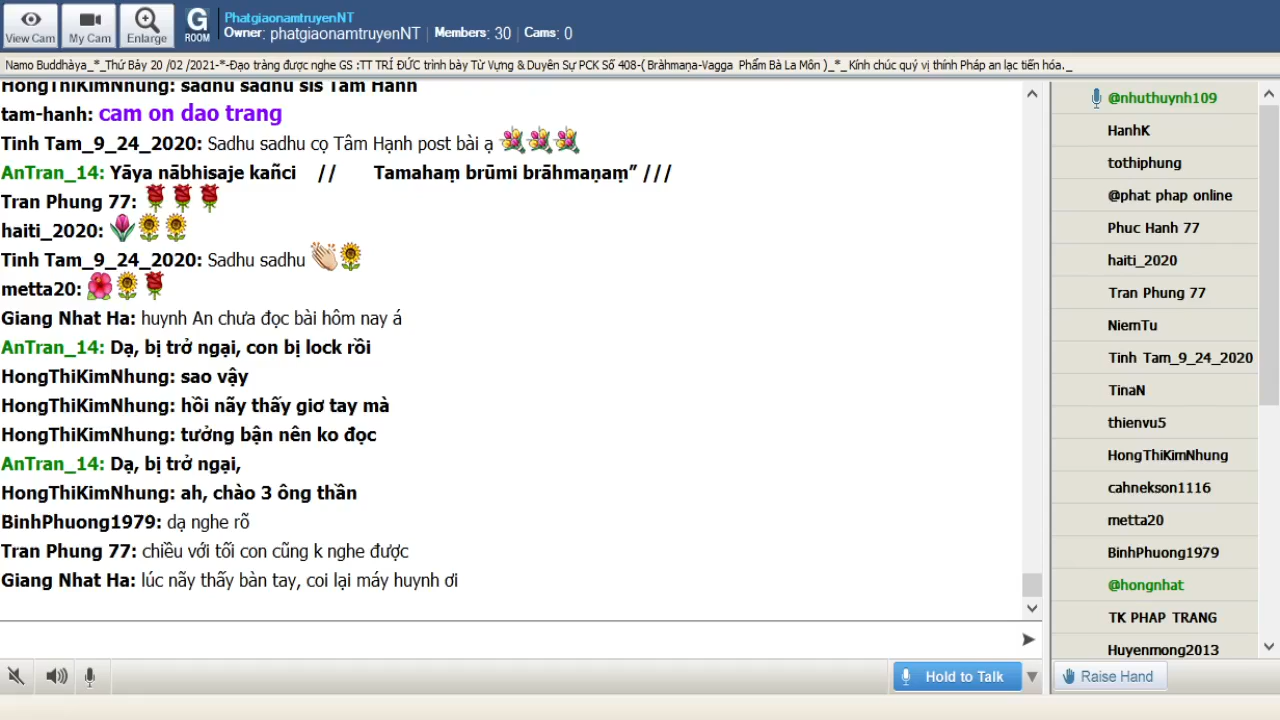 View Cam
My Cam
Enlarge
G
ROOM
PhatgiaonamtruyenNT
Owner: phatgiaonamtruyenNT | Members: 30 | Cams: 0
Namo Buddhàya_*_Thứ Bảy 20 /02 /2021-*-Đạo tràng được nghe GS :TT TRÍ ĐỨC trình bày Từ Vựng & Duyên Sự PCK Số 408-( Bràhmaṇa-Vagga Phẩm Bà La Môn )_*_ Kính chúc quý vị thính Pháp an lạc tiến hóa._
HongThiKimNhung: sadhu sadhu sis Tâm Hạnh
tam-hanh: cam on dao trang
Tinh Tam_9_24_2020: Sadhu sadhu cọ Tâm Hạnh post bài ạ
AnTran_14: Yāya nābhisaje kañci // Tamahaṃ brūmi brāhmaṇaṃ” ///
Tran Phung 77:
haiti_2020:
Tinh Tam_9_24_2020: Sadhu sadhu
metta20:
Giang Nhat Ha: huynh An chưa đọc bài hôm nay á
AnTran_14: Dạ, bị trở ngại, con bị lock rồi
HongThiKimNhung: sao vậy
HongThiKimNhung: hồi nãy thấy giơ tay mà
HongThiKimNhung: tưởng bận nên ko đọc
AnTran_14: Dạ, bị trở ngại,
HongThiKimNhung: ah, chào 3 ông thần
BinhPhuong1979: dạ nghe rõ
Tran Phung 77: chiều với tối con cũng k nghe được
Giang Nhat Ha: lúc nãy thấy bàn tay, coi lại máy huynh ơi
Hold to Talk
@nhuthuynh109
HanhK
tothiphung
@phat phap online
Phuc Hanh 77
haiti_2020
Tran Phung 77
NiemTu
Tinh Tam_9_24_2020
TinaN
thienvu5
HongThiKimNhung
cahnekson1116
metta20
BinhPhuong1979
@hongnhat
TK PHAP TRANG
Huyenmong2013
Raise Hand